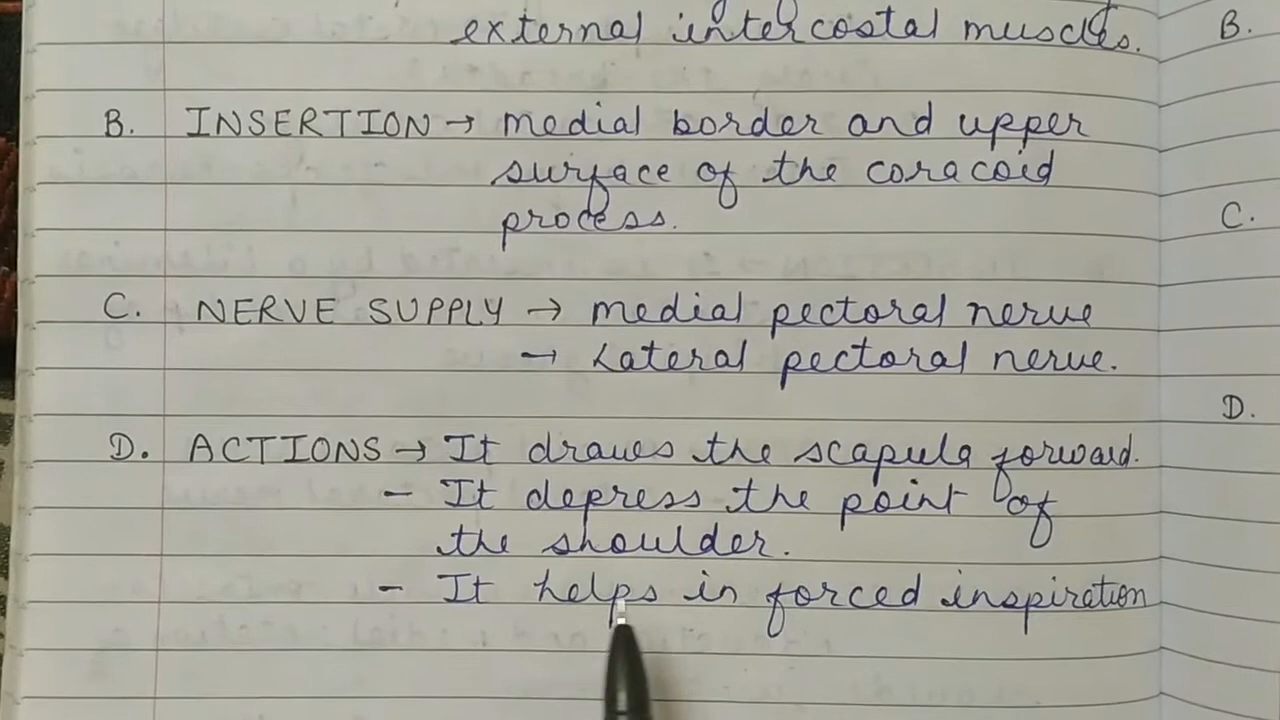 external intercostal muscles.
B. INSERTION → medial border and upper
surface of the coracoid
process.
C. NERVE SUPPLY → medial pectoral nerve
→ Lateral pectoral nerve.
D. ACTIONS → It draws the scapula forward.
- It depress the point of
the shoulder.
- It helps in forced inspiration
B.
C.
D.